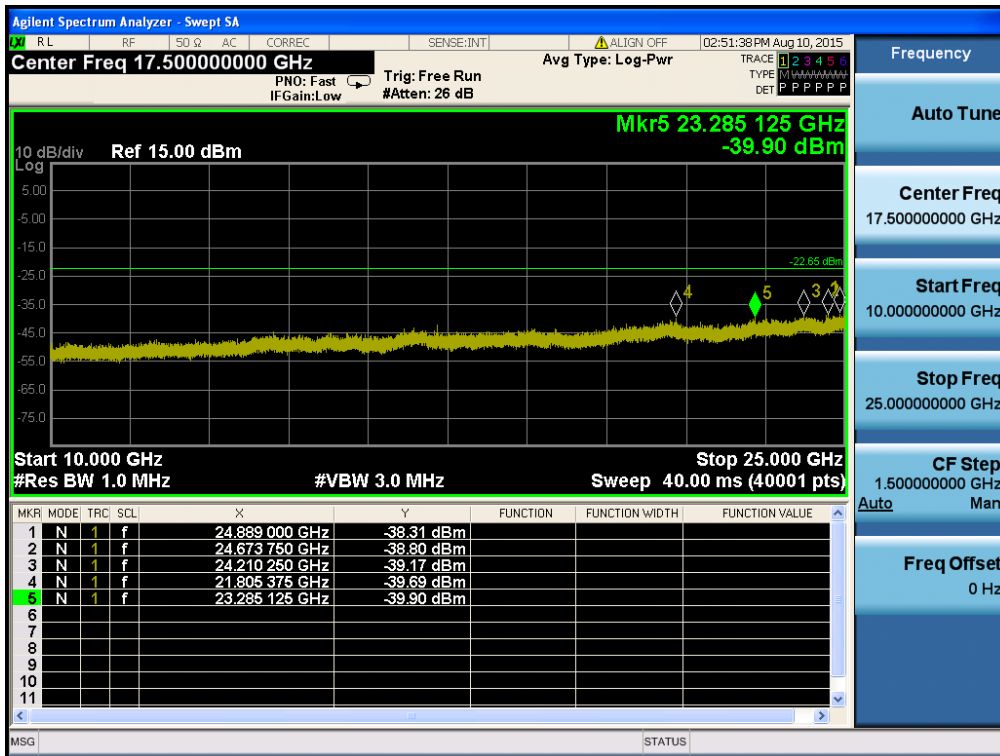 Agilent Spectrum Analyzer - Swept SA
LXI RL RF 50 Ω AC CORREC SENSE:INT ALIGN OFF 02:51:38 PM Aug 10, 2015
Center Freq 17.500000000 GHz
PNO: Fast
IFGain:Low
Trig: Free Run
#Atten: 26 dB
Avg Type: Log-Pwr
TRACE 1 2 3 4 5 6
TYPE M
DET P P P P P P
Mkr5 23.285 125 GHz
-39.90 dBm
10 dB/div Ref 15.00 dBm
Log
5.00
-5.00
-15.0
-22.65 dBm
-25.0
4 5 3 2 1
-35.0
-45.0
-55.0
-65.0
-75.0
Start 10.000 GHz Stop 25.000 GHz
#Res BW 1.0 MHz #VBW 3.0 MHz Sweep 40.00 ms (40001 pts)
MKR MODE TRC SCL X Y FUNCTION FUNCTION WIDTH FUNCTION VALUE
1 N 1 f 24.889 000 GHz -38.31 dBm
2 N 1 f 24.673 750 GHz -38.80 dBm
3 N 1 f 24.210 250 GHz -39.17 dBm
4 N 1 f 21.805 375 GHz -39.69 dBm
5 N 1 f 23.285 125 GHz -39.90 dBm
6
7
8
9
10
11
MSG STATUS
Frequency
Auto Tune
Center Freq
17.500000000 GHz
Start Freq
10.000000000 GHz
Stop Freq
25.000000000 GHz
CF Step
1.500000000 GHz
Auto Man
Freq Offset
0 Hz